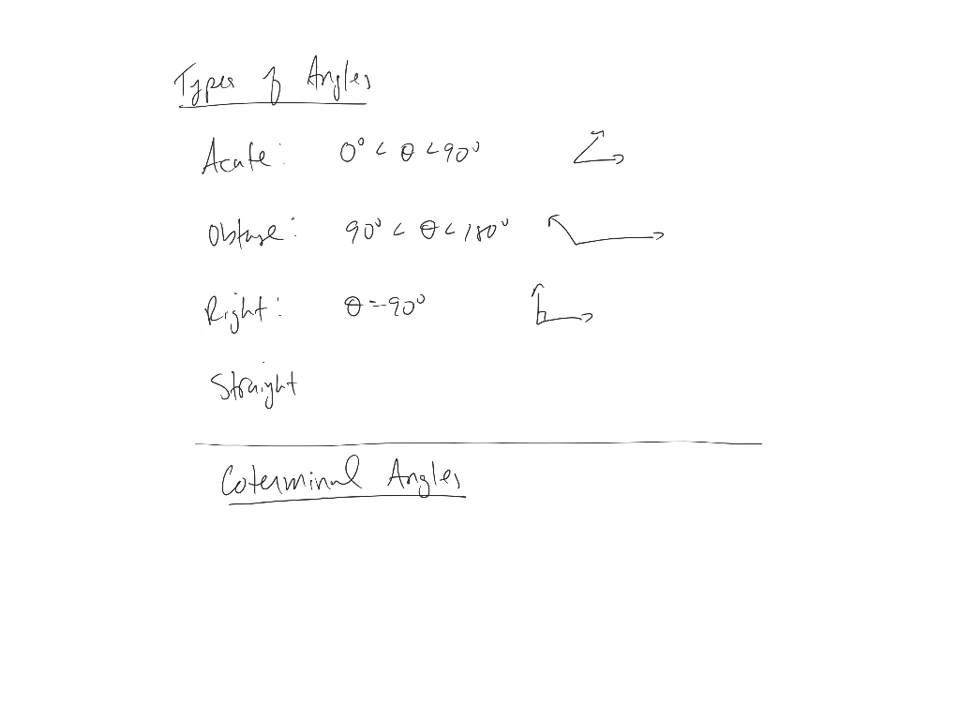 Types of Angles
Acute: 0° < θ < 90°
Obtuse: 90° < θ < 180°
Right: θ = 90°
Straight
Coterminal Angles